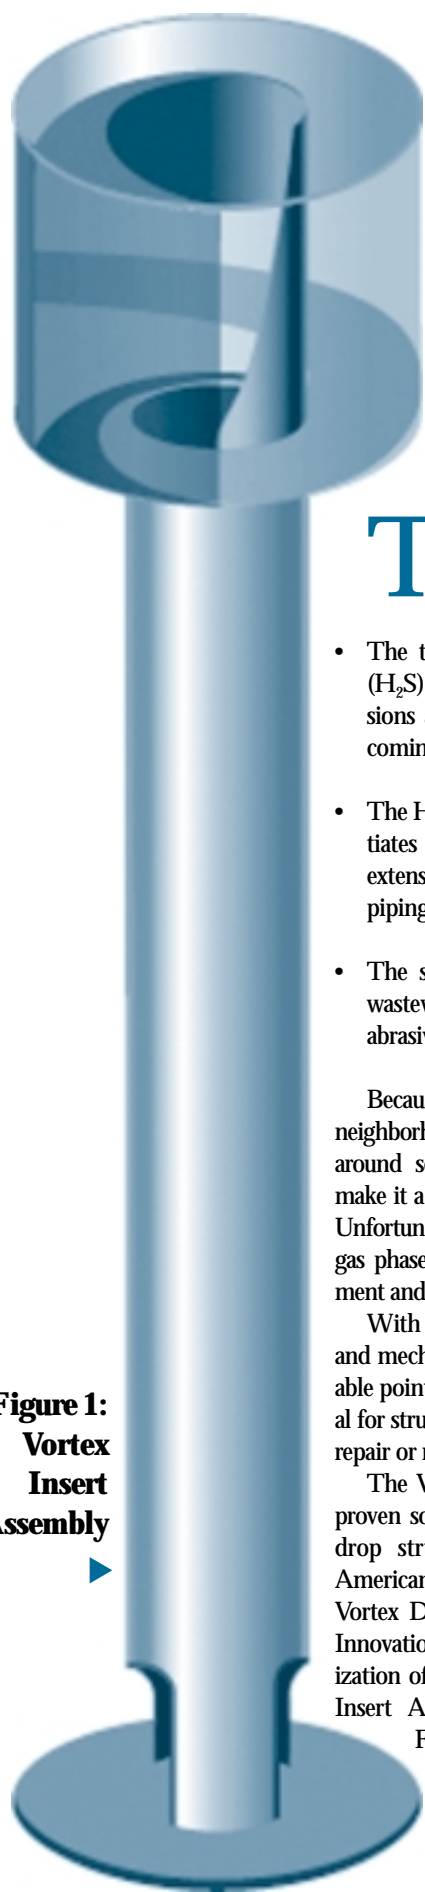 T
• The t
(H₂S)
sions
comin
• The H
tiates
extens
piping
• The s
wastev
abrasiv
Becau
neighborh
around s
make it a
Unfortun
gas phase
ment and
With
and mech
able point
al for stru
repair or r
The V
proven so
drop str
American
Vortex D
Innovatio
ization of
Insert A
F
Figure 1:
Vortex
Insert
Assembly